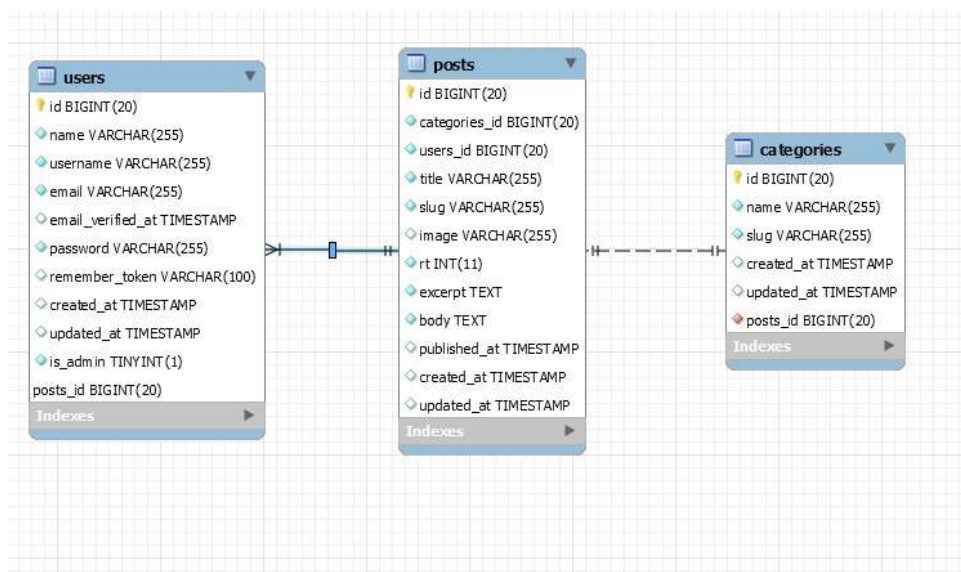 users
id BIGINT(20)
name VARCHAR(255)
username VARCHAR(255)
email VARCHAR(255)
email_verified_at TIMESTAMP
password VARCHAR(255)
remember_token VARCHAR(100)
created_at TIMESTAMP
updated_at TIMESTAMP
is_admin TINYINT(1)
posts_id BIGINT(20)
Indexes
posts
id BIGINT(20)
categories_id BIGINT(20)
users_id BIGINT(20)
title VARCHAR(255)
slug VARCHAR(255)
image VARCHAR(255)
rt INT(11)
excerpt TEXT
body TEXT
published_at TIMESTAMP
created_at TIMESTAMP
updated_at TIMESTAMP
Indexes
categories
id BIGINT(20)
name VARCHAR(255)
slug VARCHAR(255)
created_at TIMESTAMP
updated_at TIMESTAMP
posts_id BIGINT(20)
Indexes